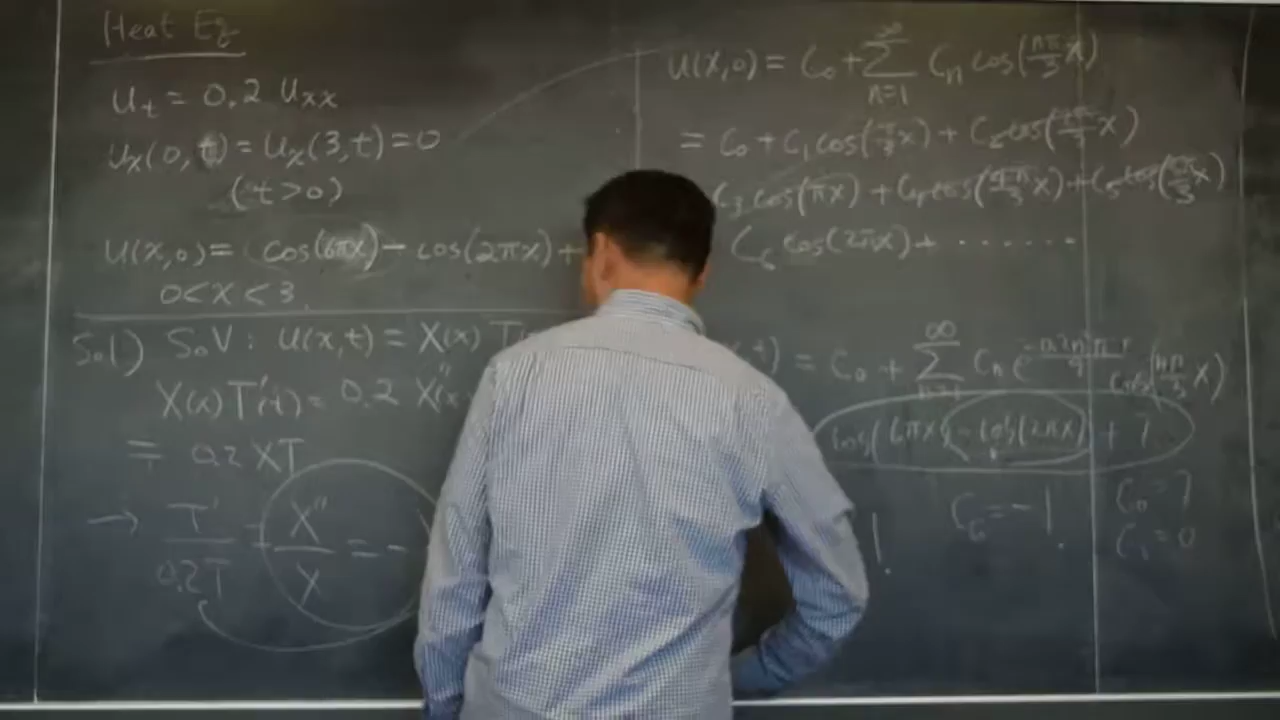 Heat Eq
u_t = 0.2 u_xx
u_x(0,t) = u_x(3,t) = 0
(t>0)
u(x,0) = cos(6πx) - cos(2πx) +
0<x<3
Sol) SoV: u(x,t) = X(x) T
X(x)T'(t) = 0.2 X''
= 0.2 XT
→ T'/0.2T = X''/X = -
u(x,0) = C_0 + Σ_{n=1}^{∞} C_n cos(nπ/3 x)
= C_0 + C_1 cos(π/3 x) + C_2 cos(2π/3 x)
C_3 cos(πx) + C_4 cos(4π/3 x) + C_5 cos(5π/3 x)
C_6 cos(2πx) + ........
t) = C_0 + Σ_{n=1}^{∞} C_n e^{-0.2n²π²t/9} cos(nπ/3 x)
cos(6πx) - cos(2πx) + 7
! C_6 = -1. C_0 = 7
C_1 = 0